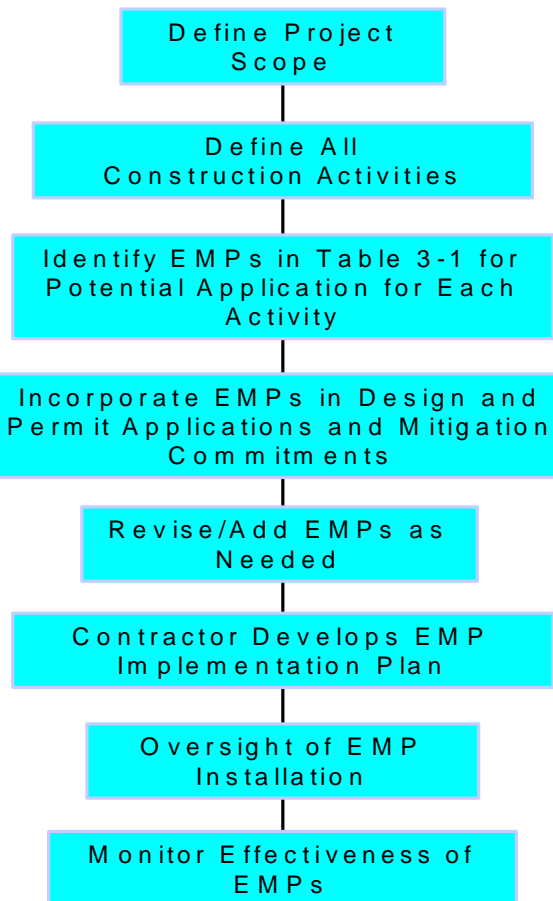 Define Project
Scope
Define All
Construction Activities
Identify EMPs in Table 3-1 for
Potential Application for Each
Activity
Incorporate EMPs in Design and
Permit Applications and Mitigation
Commitments
Revise/Add EMPs as
Needed
Contractor Develops EMP
Implementation Plan
Oversight of EMP
Installation
Monitor Effectiveness of
EMPs